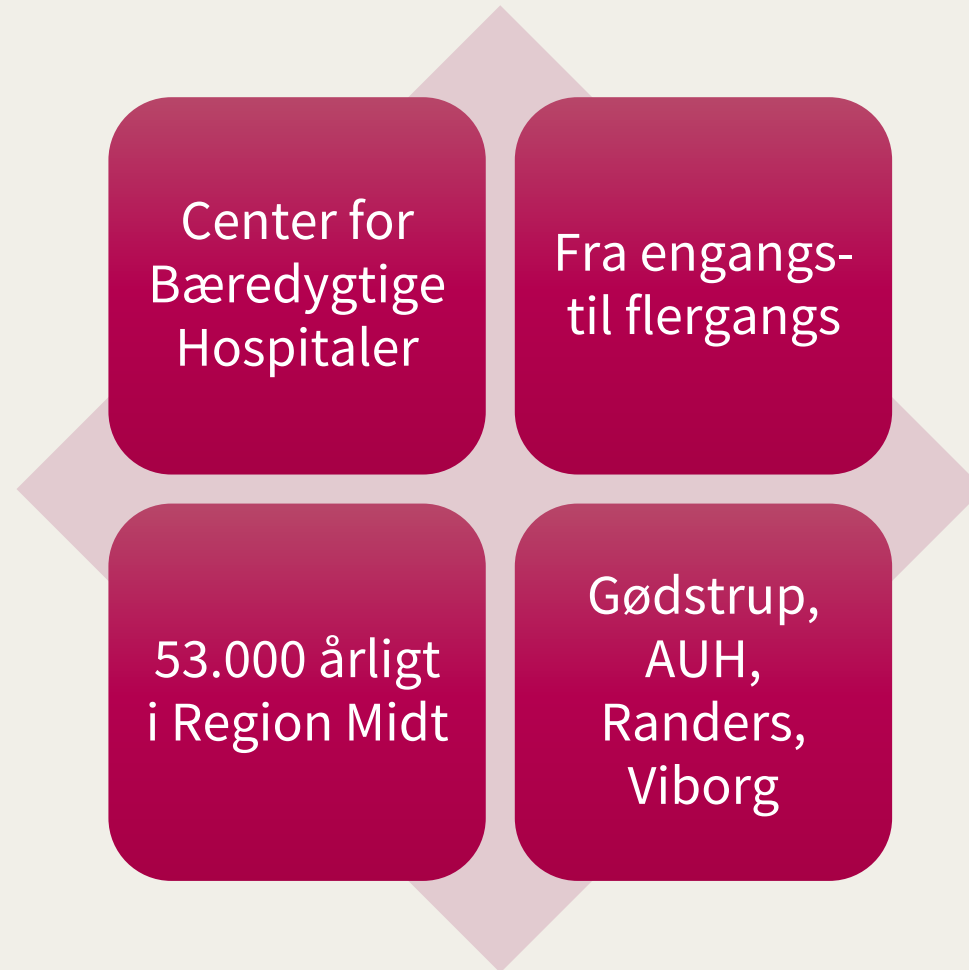 Center for
Bæredygtige
Hospitaler
Fra engangs-
til flergangs
53.000 årligt
i Region Midt
Gødstrup,
AUH,
Randers,
Viborg